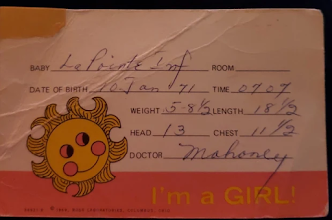 BABY LaPointe Inf ROOM
DATE OF BIRTH 10 Jan 71 TIME 0707
WEIGHT 5-8½ LENGTH 18½
HEAD 13 CHEST 11½
DOCTOR Mahoney
I'm a GIRL!